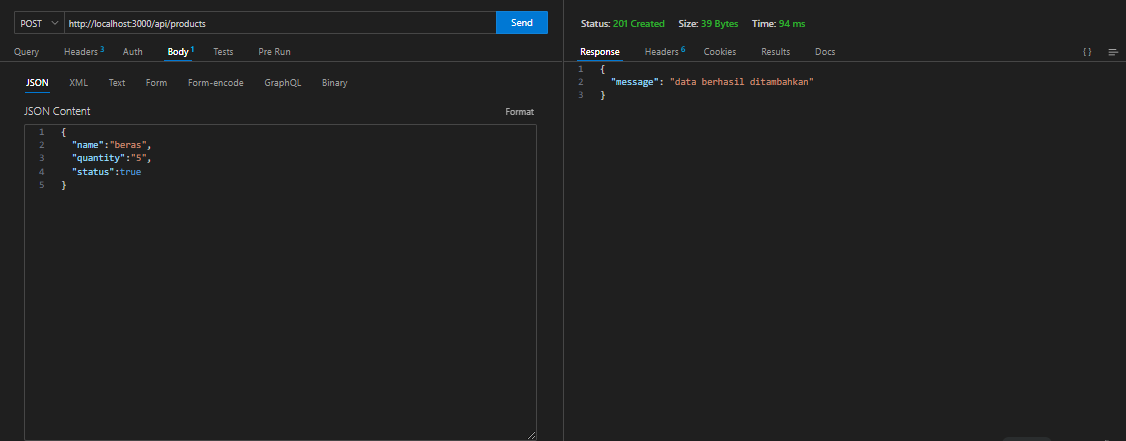 POST http://localhost:3000/api/products Send
Query Headers 3 Auth Body 1 Tests Pre Run
JSON XML Text Form Form-encode GraphQL Binary
JSON Content Format
1 {
2 "name":"beras",
3 "quantity":"5",
4 "status":true
5 }
Status: 201 Created Size: 39 Bytes Time: 94 ms
Response Headers 6 Cookies Results Docs { }
1 {
2 "message": "data berhasil ditambahkan"
3 }